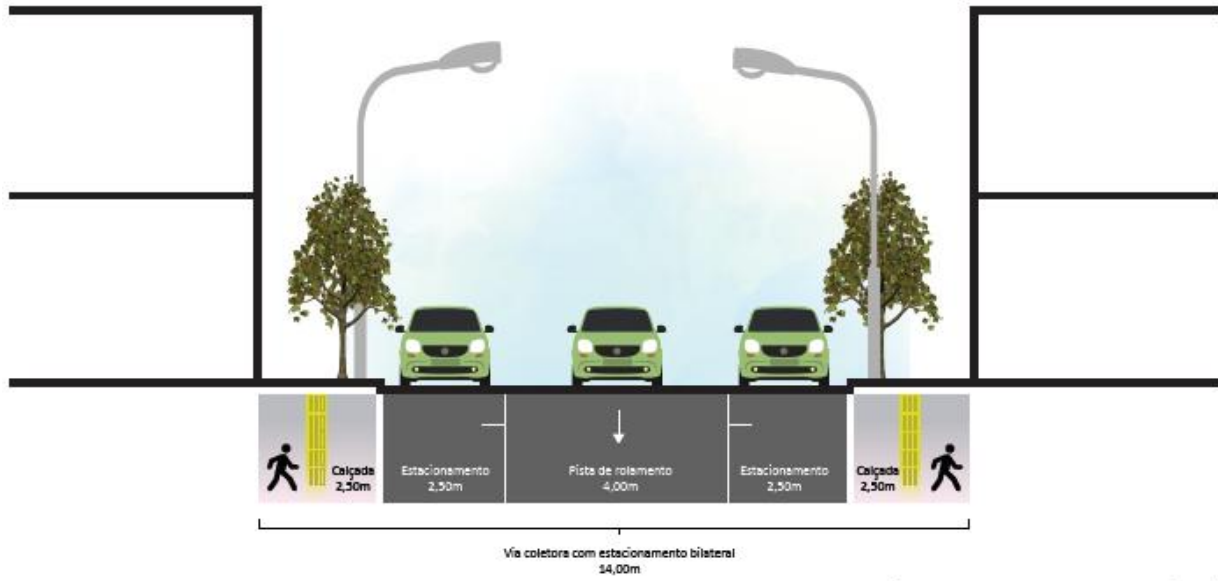 Calçada
2,50m
Estacionamento
2,50m
Pista de rolamento
4,00m
Estacionamento
2,50m
Calçada
2,50m
Via coletora com estacionamento bilateral
14,00m